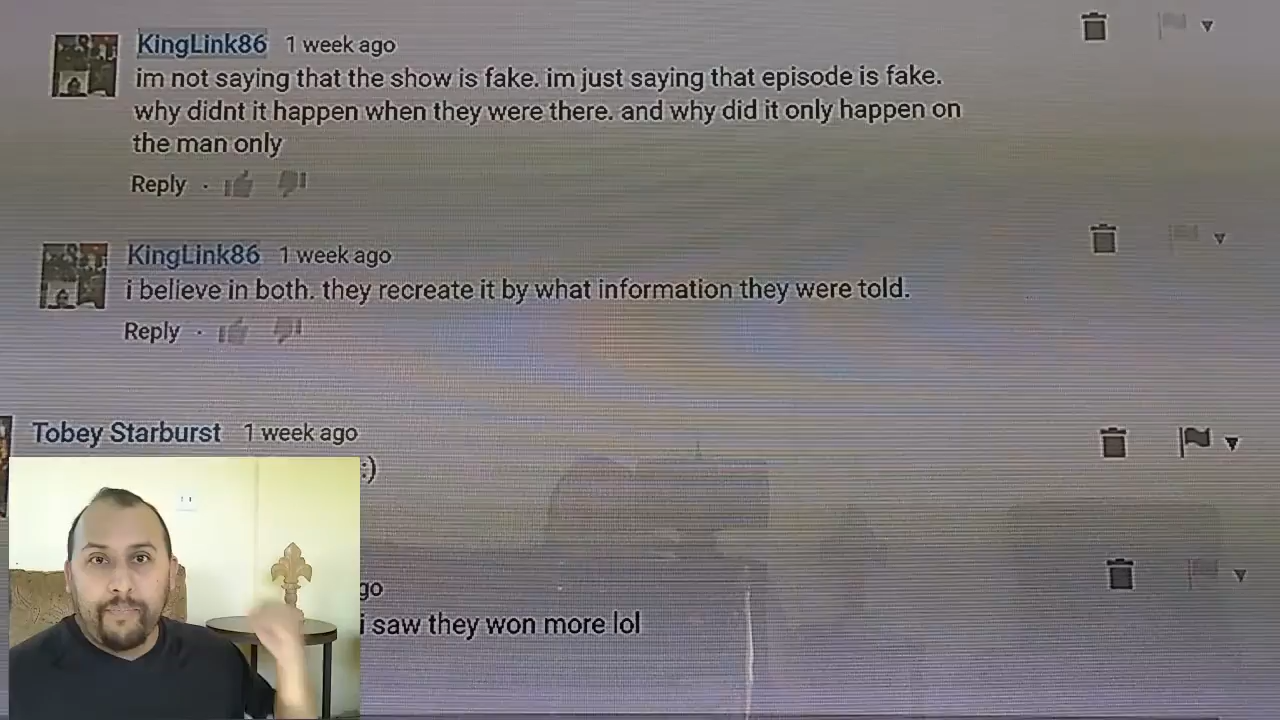 KingLink86 1 week ago
im not saying that the show is fake. im just saying that episode is fake.
why didnt it happen when they were there. and why did it only happen on
the man only
Reply ·
KingLink86 1 week ago
i believe in both. they recreate it by what information they were told.
Reply ·
Tobey Starburst 1 week ago
:)
go
i saw they won more lol